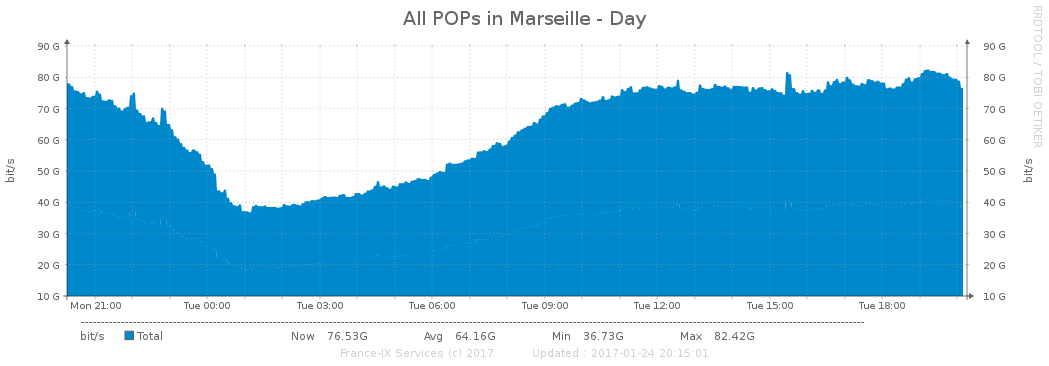 All POPs in Marseille - Day
RRDTOOL / TOBI OETIKER
90 G 90 G
80 G 80 G
70 G 70 G
60 G 60 G
50 G 50 G
40 G 40 G
30 G 30 G
20 G 20 G
10 G 10 G
bit/s bit/s
Mon 21:00 Tue 00:00 Tue 03:00 Tue 06:00 Tue 09:00 Tue 12:00 Tue 15:00 Tue 18:00
bit/s Total Now 76.53G Avg 64.16G Min 36.73G Max 82.42G
France-IX Services (c) 2017 Updated : 2017-01-24 20:15:01